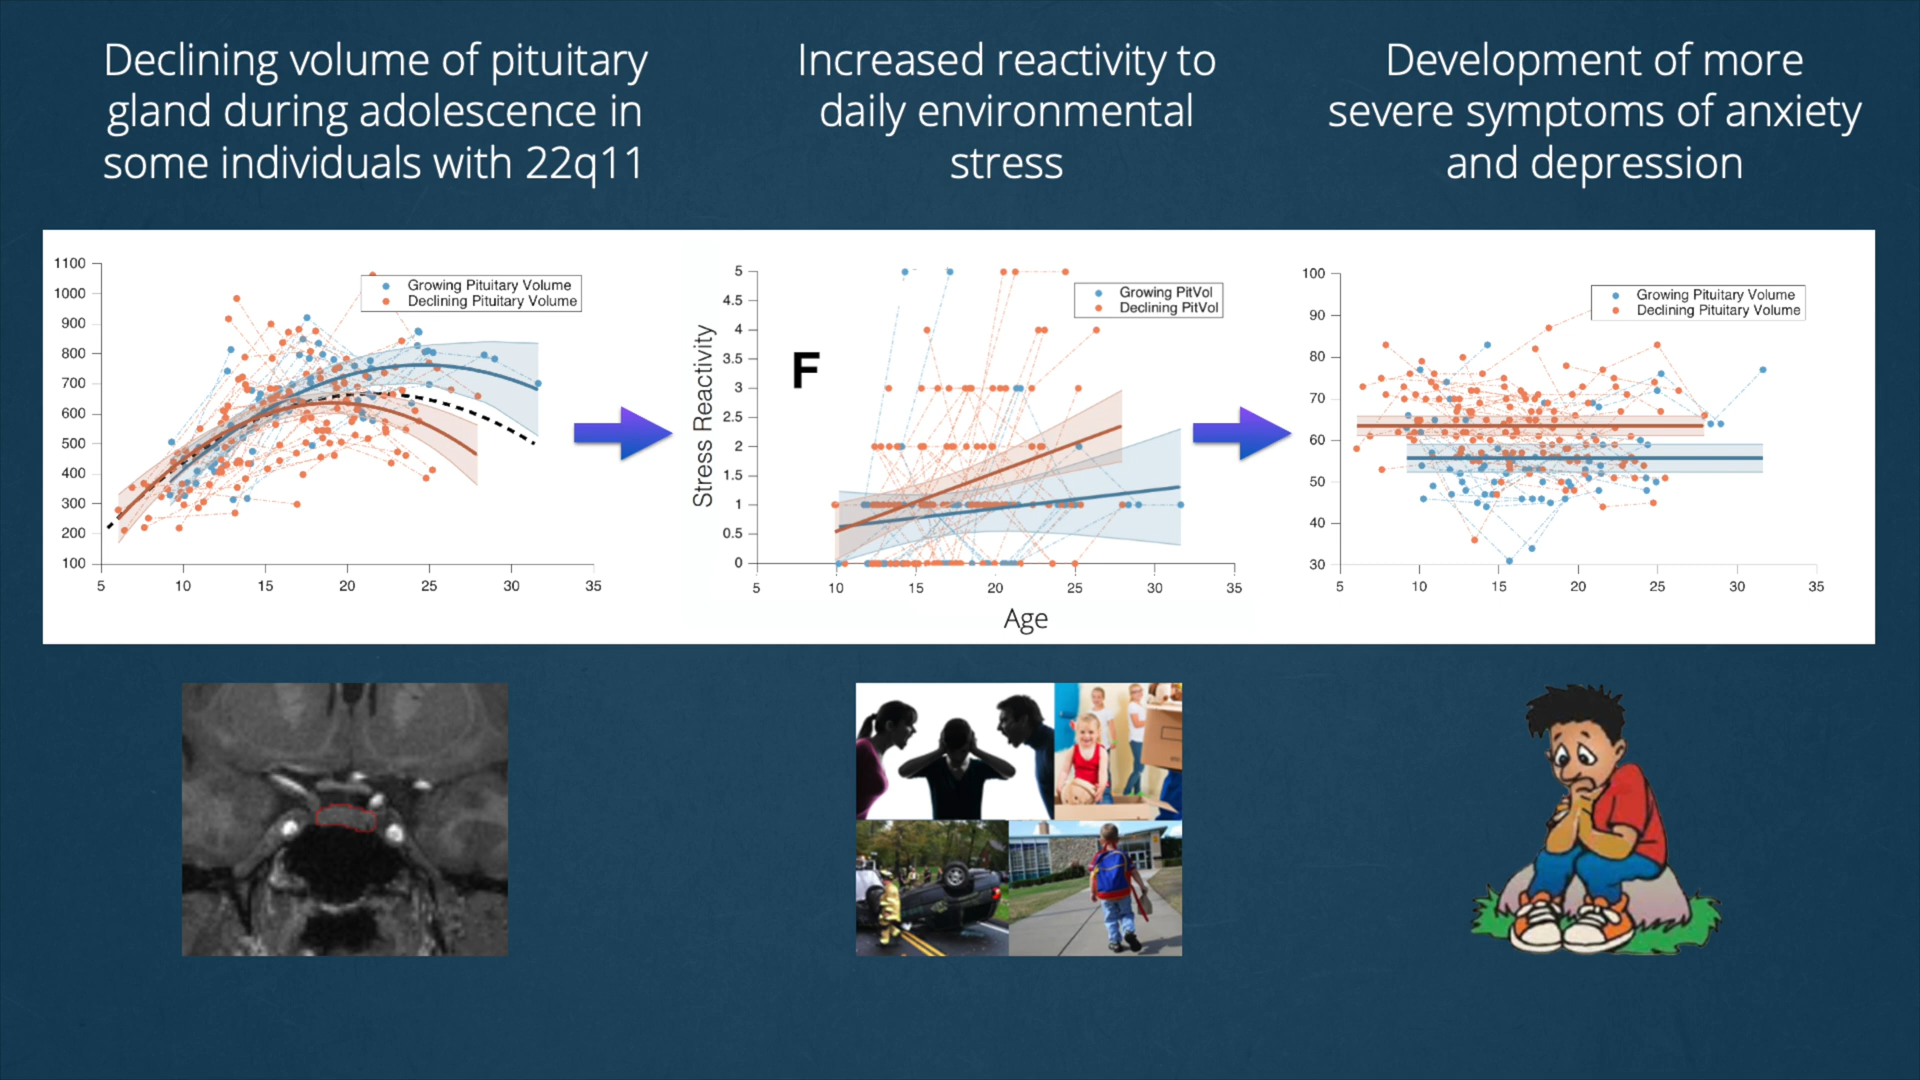 Declining volume of pituitary
gland during adolescence in
some individuals with 22q11
Increased reactivity to
daily environmental
stress
Development of more
severe symptoms of anxiety
and depression
1100
1000
900
800
700
600
500
400
300
200
100
5 10 15 20 25 30 35
Growing Pituitary Volume
Declining Pituitary Volume
Stress Reactivity
5
4.5
4
3.5
3
2.5
2
1.5
1
0.5
0
5 10 15 20 25 30 35
Age
F
Growing PitVol
Declining PitVol
100
90
80
70
60
50
40
30
5 10 15 20 25 30 35
Growing Pituitary Volume
Declining Pituitary Volume